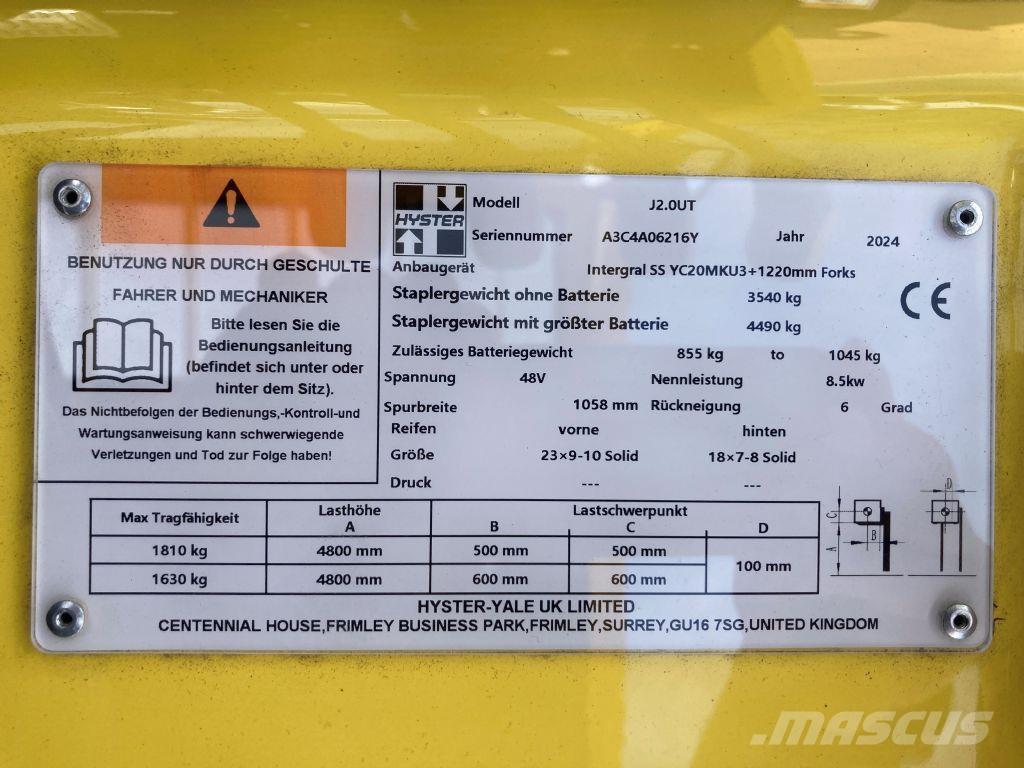 BENUTZUNG NUR DURCH GESCHULTE
FAHRER UND MECHANIKER
Bitte lesen Sie die
Bedienungsanleitung
(befindet sich unter oder
hinter dem Sitz).
Das Nichtbefolgen der Bedienungs,-Kontroll-und
Wartungsanweisung kann schwerwiegende
Verletzungen und Tod zur Folge haben!
HYSTER
Modell J2.0UT
Seriennummer A3C4A06216Y Jahr 2024
Anbaugerät Intergral SS YC20MKU3+1220mm Forks
Staplergewicht ohne Batterie 3540 kg
Staplergewicht mit größter Batterie 4490 kg
CE
Zulässiges Batteriegewicht 855 kg to 1045 kg
Spannung 48V Nennleistung 8.5kw
Spurbreite 1058 mm Rückneigung 6 Grad
Reifen vorne hinten
Größe 23×9-10 Solid 18×7-8 Solid
Druck --- ---
Max Tragfähigkeit Lasthöhe Lastschwerpunkt
A B C D
1810 kg 4800 mm 500 mm 500 mm 100 mm
1630 kg 4800 mm 600 mm 600 mm
D
C
B
A
HYSTER-YALE UK LIMITED
CENTENNIAL HOUSE,FRIMLEY BUSINESS PARK,FRIMLEY,SURREY,GU16 7SG,UNITED KINGDOM
.MASCUS